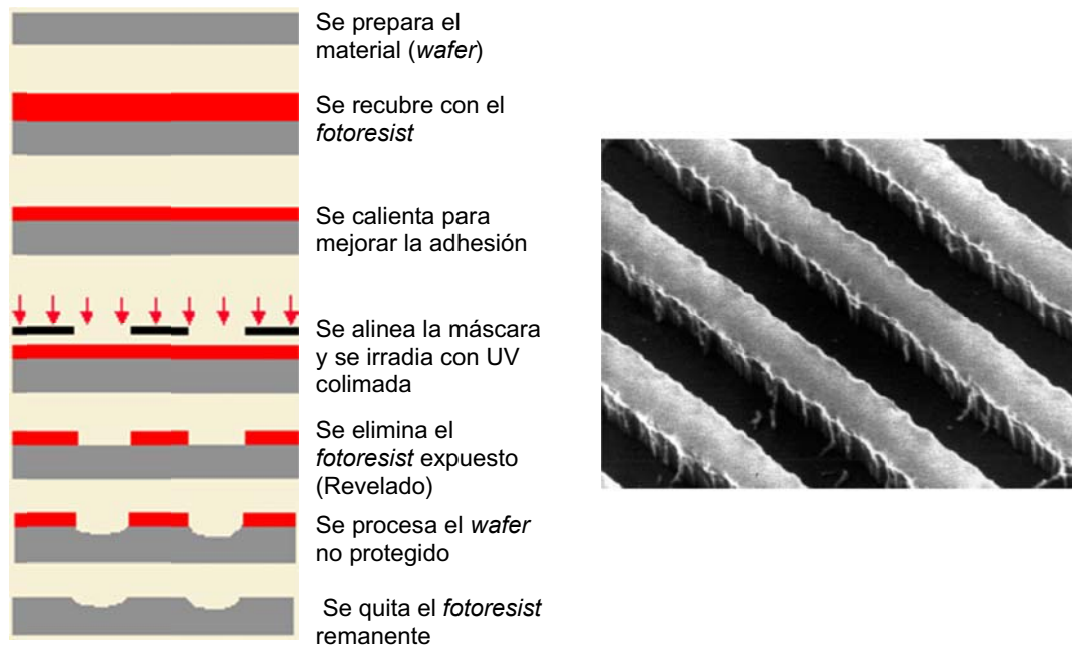 Se prepara el
material (wafer)
Se recubre con el
fotoresist
Se calienta para
mejorar la adhesión
Se alinea la máscara
y se irradia con UV
colimada
Se elimina el
fotoresist expuesto
(Revelado)
Se procesa el wafer
no protegido
Se quita el fotoresist
remanente